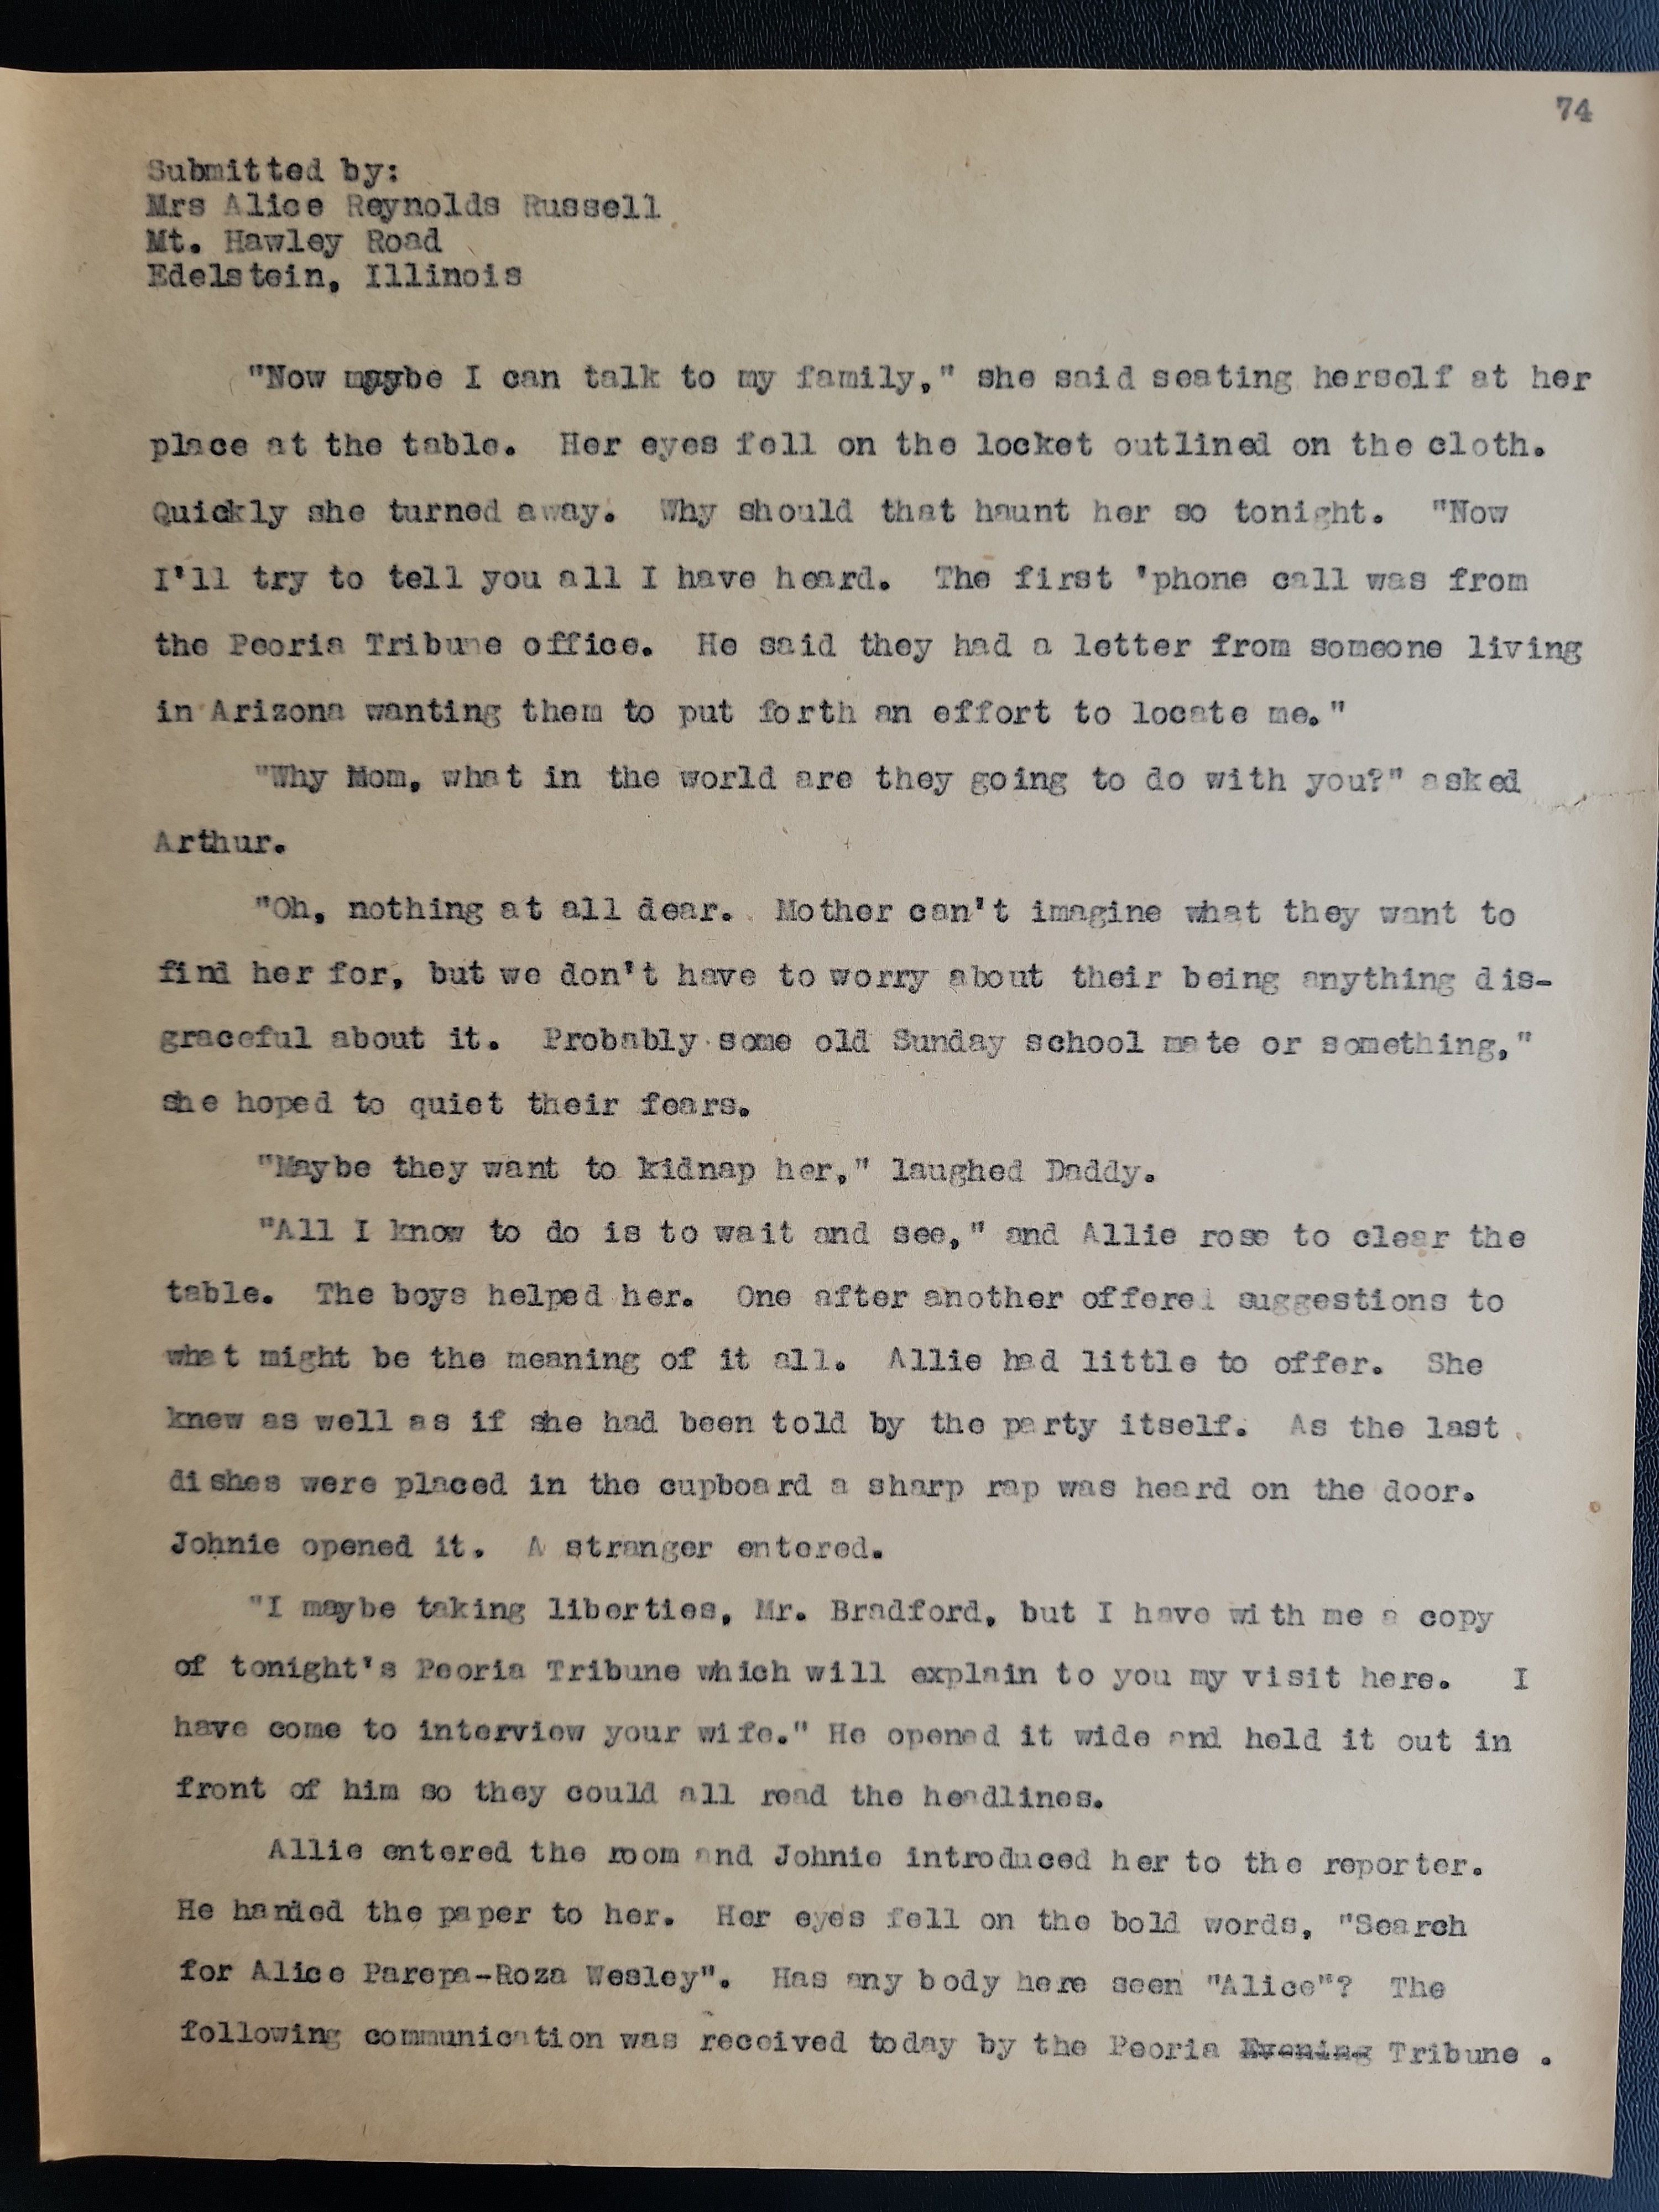 74
Submitted by:
Mrs Alice Reynolds Russell
Mt. Hawley Road
Edelstein, Illinois
"Now maybe I can talk to my family," she said seating herself at her
place at the table. Her eyes fell on the locket outlined on the cloth.
Quickly she turned away. Why should that haunt her so tonight. "Now
I'll try to tell you all I have heard. The first 'phone call was from
the Peoria Tribune office. He said they had a letter from someone living
in Arizona wanting them to put forth an effort to locate me."
"Why Mom, what in the world are they going to do with you?" asked
Arthur.
"Oh, nothing at all dear. Mother can't imagine what they want to
find her for, but we don't have to worry about their being anything dis-
graceful about it. Probably some old Sunday school mate or something,"
she hoped to quiet their fears.
"Maybe they want to kidnap her," laughed Daddy.
"All I know to do is to wait and see," and Allie rose to clear the
table. The boys helped her. One after another offered suggestions to
what might be the meaning of it all. Allie had little to offer. She
knew as well as if she had been told by the party itself. As the last
dishes were placed in the cupboard a sharp rap was heard on the door.
Johnie opened it. A stranger entered.
"I maybe taking liberties, Mr. Bradford, but I have with me a copy
of tonight's Peoria Tribune which will explain to you my visit here. I
have come to interview your wife." He opened it wide and held it out in
front of him so they could all read the headlines.
Allie entered the room and Johnie introduced her to the reporter.
He handed the paper to her. Her eyes fell on the bold words, "Search
for Alice Parepa-Roza Wesley". Has any body here seen "Alice"? The
following communication was received today by the Peoria Evening Tribune .